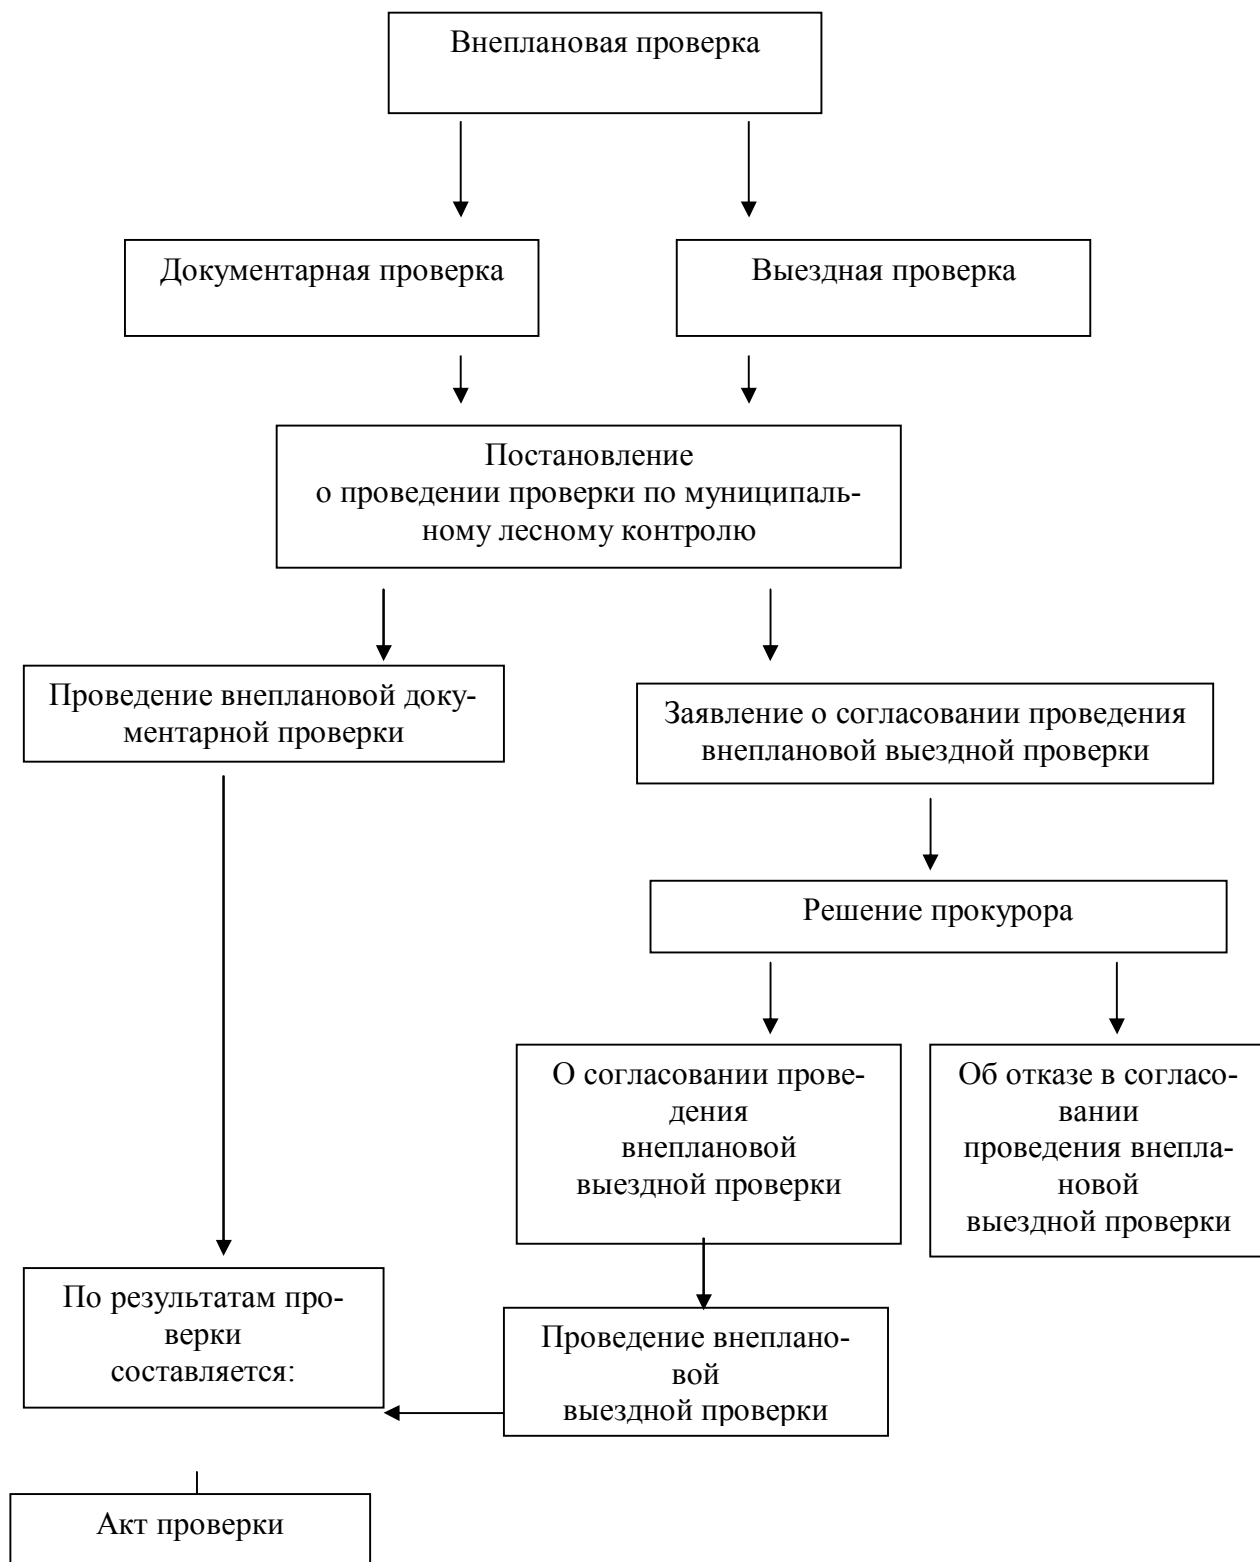 Внеплановая проверка
Документарная проверка
Выездная проверка
Постановление
о проведении проверки по муниципаль-
ному лесному контролю
Проведение внеплановой доку-
ментарной проверки
Заявление о согласовании проведения
внеплановой выездной проверки
Решение прокурора
О согласовании прове-
дения
внеплановой
выездной проверки
Об отказе в согласо-
вании
проведения внепла-
новой
выездной проверки
По результатам про-
верки
составляется:
Проведение внеплано-
вой
выездной проверки
Акт проверки